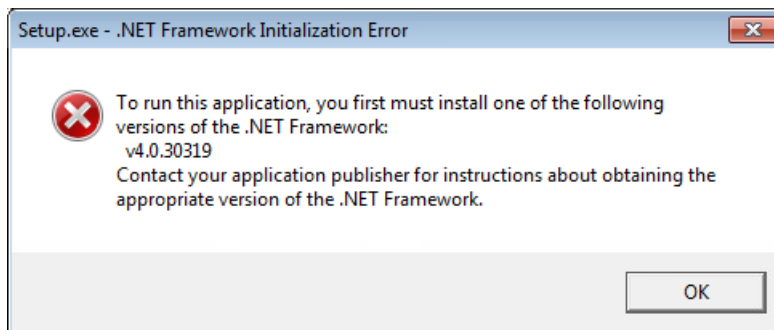 Setup.exe - .NET Framework Initialization Error
To run this application, you first must install one of the following
versions of the .NET Framework:
v4.0.30319
Contact your application publisher for instructions about obtaining the
appropriate version of the .NET Framework.
OK